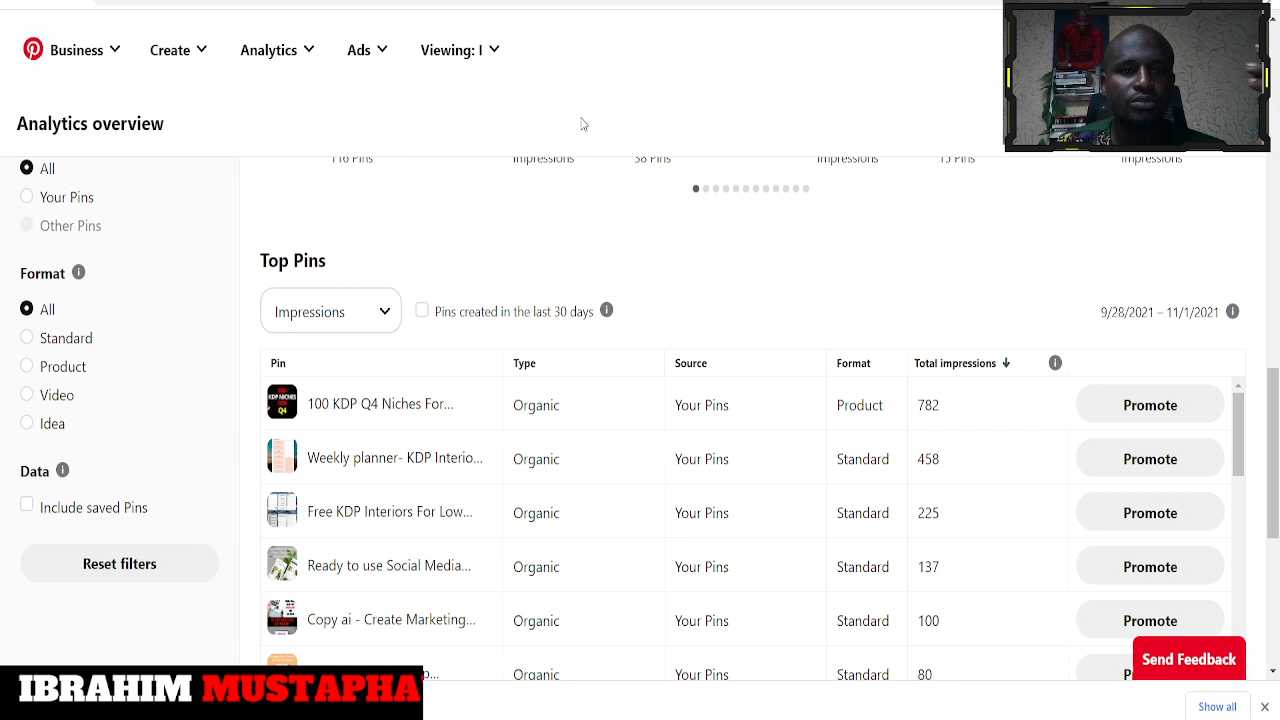 Business
Create
Analytics
Ads
Viewing: I
Analytics overview
116 Pins
Impressions
38 Pins
Impressions
15 Pins
Impressions
All
Your Pins
Other Pins
Format
All
Standard
Product
Video
Idea
Data
Include saved Pins
Reset filters
Top Pins
Impressions
Pins created in the last 30 days
9/28/2021 – 11/1/2021
Pin Type Source Format Total impressions
100 KDP Q4 Niches For... Organic Your Pins Product 782 Promote
Weekly planner- KDP Interio... Organic Your Pins Standard 458 Promote
Free KDP Interiors For Low... Organic Your Pins Standard 225 Promote
Ready to use Social Media... Organic Your Pins Standard 137 Promote
Copy ai - Create Marketing... Organic Your Pins Standard 100 Promote
Organic Your Pins Standard 80
Send Feedback
IBRAHIM MUSTAPHA
Show all